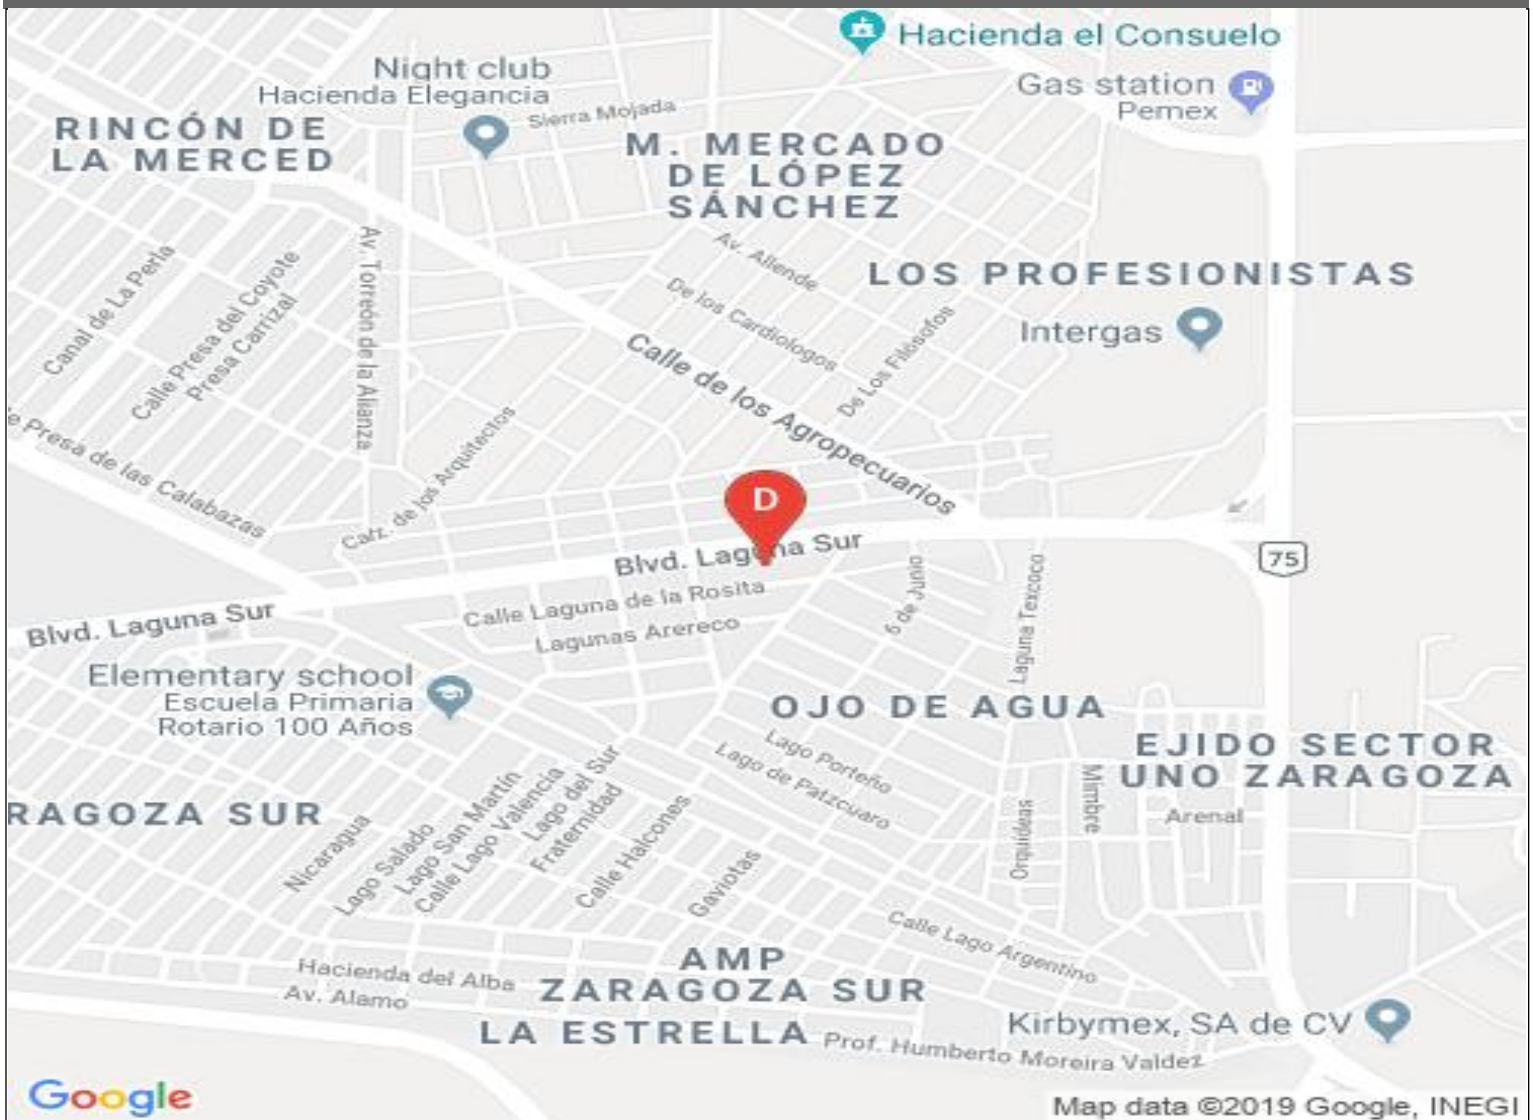 Hacienda el Consuelo
Night club
Hacienda Elegancia
Gas station
Pemex
Sierra Mojada
RINCÓN DE
LA MERCED
M. MERCADO
DE LÓPEZ
SÁNCHEZ
Av. Allende
LOS PROFESIONISTAS
De los Cardiologos
Canal de La Perla
Calle Presa del Coyote
Presa Carrizal
Av. Torreón de la Alianza
Intergas
De Los Filósofos
Calle de los Agropecuarios
e Presa de las Calabazas
Calz. de los Arquitectos
D
Blvd. Laguna Sur
75
Calle Laguna de la Rosita
Lagunas Arereco
6 de Junio
Laguna Texcoco
Blvd. Laguna Sur
Elementary school
Escuela Primaria
Rotario 100 Años
OJO DE AGUA
EJIDO SECTOR
UNO ZARAGOZA
Lago Porteño
Lago de Patzcuaro
Mimbre
Arenal
Orquídeas
RAGOZA SUR
Nicaragua
Lago Salado
Lago San Martín
Calle Lago Valencia
Lago del Sur
Fraternidad
Calle Halcones
Gaviotas
Calle Lago Argentino
AMP
ZARAGOZA SUR
Hacienda del Alba
Av. Alamo
LA ESTRELLA
Kirbymex, SA de CV
Prof. Humberto Moreira Valdez
Google
Map data ©2019 Google, INEGI